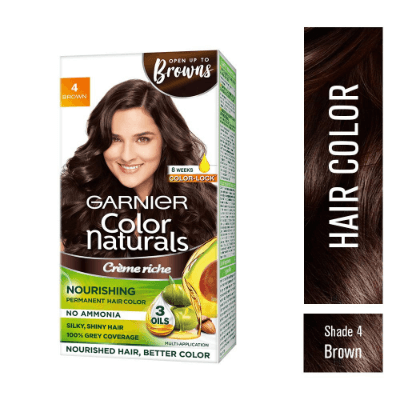 OPEN UP TO
Browns
4
BROWN
8 WEEKS
COLOR-LOCK
GARNIER
Color
Naturals
Crème riche
NOURISHING
PERMANENT HAIR COLOR
NO AMMONIA
SILKY, SHINY HAIR
100% GREY COVERAGE
3
OILS
MULTI-APPLICATION
NOURISHED HAIR, BETTER COLOR
HAIR COLOR
Shade 4
Brown